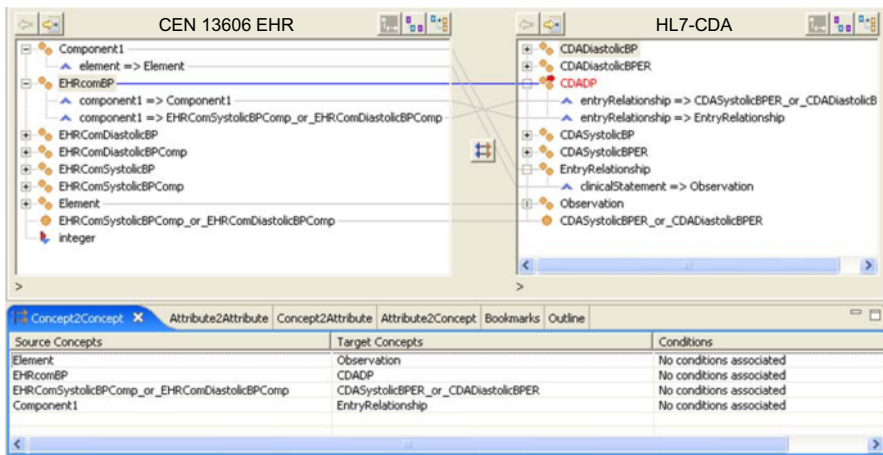 CEN 13606 EHR
HL7-CDA
Component1
element => Element
EHRcomBP
component1 => Component1
component1 => EHRComSystolicBPComp_or_EHRComDiastolicBPComp
EHRComDiastolicBP
EHRComDiastolicBPComp
EHRComSystolicBP
EHRComSystolicBPComp
Element
EHRComSystolicBPComp_or_EHRComDiastolicBPComp
integer
>
CDADiastolicBP
CDADiastolicBPER
CDADP
entryRelationship => CDASystolicBPER_or_CDADiastolicB
entryRelationship => EntryRelationship
CDASystolicBP
CDASystolicBPER
EntryRelationship
clinicalStatement => Observation
Observation
CDASystolicBPER_or_CDADiastolicBPER
>
Concept2Concept Attribute2Attribute Concept2Attribute Attribute2Concept Bookmarks Outline
Source Concepts Target Concepts Conditions
Element Observation No conditions associated
EHRcomBP CDADP No conditions associated
EHRComSystolicBPComp_or_EHRComDiastolicBPComp CDASystolicBPER_or_CDADiastolicBPER No conditions associated
Component1 EntryRelationship No conditions associated